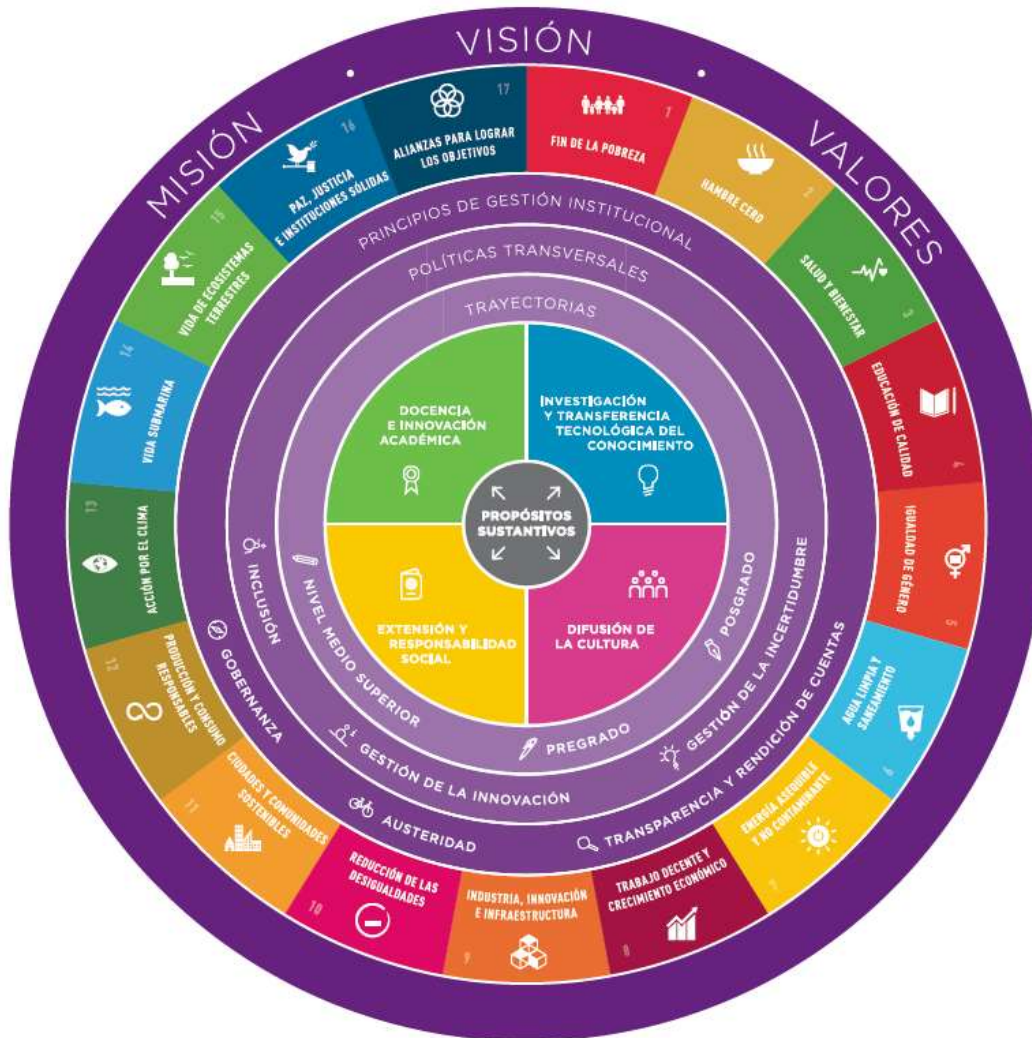 MISIÓN
VISIÓN
VALORES
1
FIN DE LA POBREZA
2
HAMBRE CERO
3
SALUD Y BIENESTAR
4
EDUCACIÓN DE CALIDAD
5
IGUALDAD DE GÉNERO
6
AGUA LIMPIA Y
SANEAMIENTO
7
ENERGÍA ASEQUIBLE
Y NO CONTAMINANTE
8
TRABAJO DECENTE Y
CRECIMIENTO ECONÓMICO
9
INDUSTRIA, INNOVACIÓN
E INFRAESTRUCTURA
10
REDUCCIÓN DE LAS
DESIGUALDADES
11
CIUDADES Y COMUNIDADES
SOSTENIBLES
12
PRODUCCIÓN Y CONSUMO
RESPONSABLES
13
ACCIÓN POR EL CLIMA
14
VIDA SUBMARINA
15
VIDA DE ECOSISTEMAS
TERRESTRES
16
PAZ, JUSTICIA
E INSTITUCIONES SÓLIDAS
17
ALIANZAS PARA LOGRAR
LOS OBJETIVOS
PRINCIPIOS DE GESTIÓN INSTITUCIONAL
GOBERNANZA
AUSTERIDAD
TRANSPARENCIA Y RENDICIÓN DE CUENTAS
POLÍTICAS TRANSVERSALES
INCLUSIÓN
GESTIÓN DE LA INNOVACIÓN
GESTIÓN DE LA INCERTIDUMBRE
TRAYECTORIAS
NIVEL MEDIO SUPERIOR
PREGRADO
POSGRADO
DOCENCIA
E INNOVACIÓN
ACADÉMICA
INVESTIGACIÓN
Y TRANSFERENCIA
TECNOLÓGICA DEL
CONOCIMIENTO
PROPÓSITOS
SUSTANTIVOS
EXTENSIÓN Y
RESPONSABILIDAD
SOCIAL
DIFUSIÓN DE
LA CULTURA